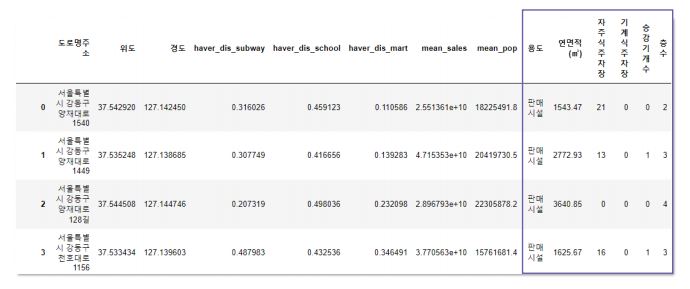 도로명주소 위도 경도 haver_dis_subway haver_dis_school haver_dis_mart mean_sales mean_pop 용도 연면적(㎡) 자주식주차장 기계식주차장 승강기개수 층수
0 서울특별시 강동구 양재대로 1540 37.542920 127.142450 0.316026 0.459123 0.110586 2.551361e+10 18225491.8 판매시설 1543.47 21 0 0 2
1 서울특별시 강동구 양재대로 1449 37.535248 127.138685 0.307749 0.416656 0.139283 4.715353e+10 20419730.5 판매시설 2772.93 13 0 1 3
2 서울특별시 강동구 양재대로 128길 37.544508 127.144746 0.207319 0.498036 0.232098 2.896793e+10 22305878.2 판매시설 3640.85 0 0 0 4
3 서울특별시 강동구 천호대로 1156 37.533434 127.139603 0.487983 0.432536 0.346491 3.770563e+10 15761681.4 판매시설 1625.67 16 0 1 3